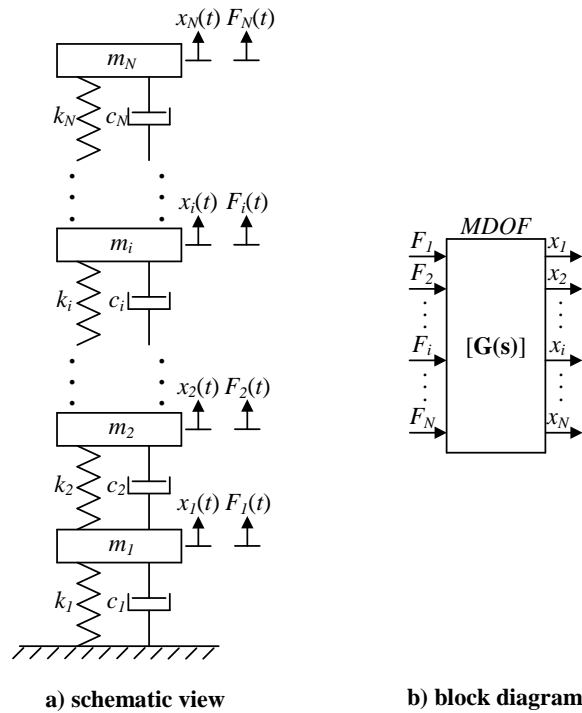 x_N(t) F_N(t)
m_N
k_N c_N
x_i(t) F_i(t)
m_i
k_i c_i
x_2(t) F_2(t)
m_2
k_2 c_2
x_1(t) F_1(t)
m_1
k_1 c_1
a) schematic view
MDOF
F_1 x_1
F_2 x_2
[G(s)]
F_i x_i
F_N x_N
b) block diagram